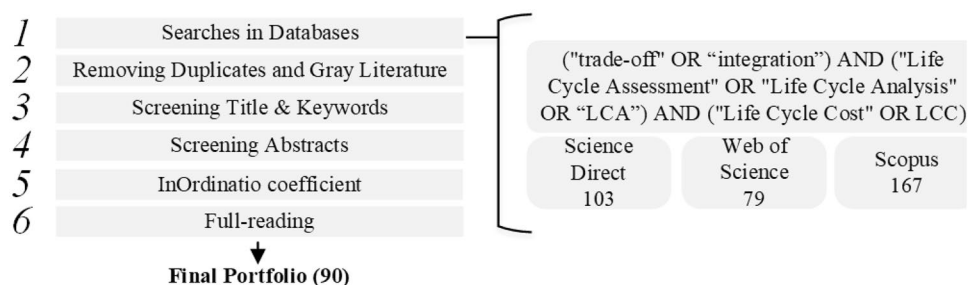 1 Searches in Databases
2 Removing Duplicates and Gray Literature
3 Screening Title & Keywords
4 Screening Abstracts
5 InOrdinatio coefficient
6 Full-reading
Final Portfolio (90)
("trade-off" OR “integration”) AND ("Life
Cycle Assessment" OR "Life Cycle Analysis"
OR “LCA”) AND ("Life Cycle Cost" OR LCC)
Science
Direct
103
Web of
Science
79
Scopus
167